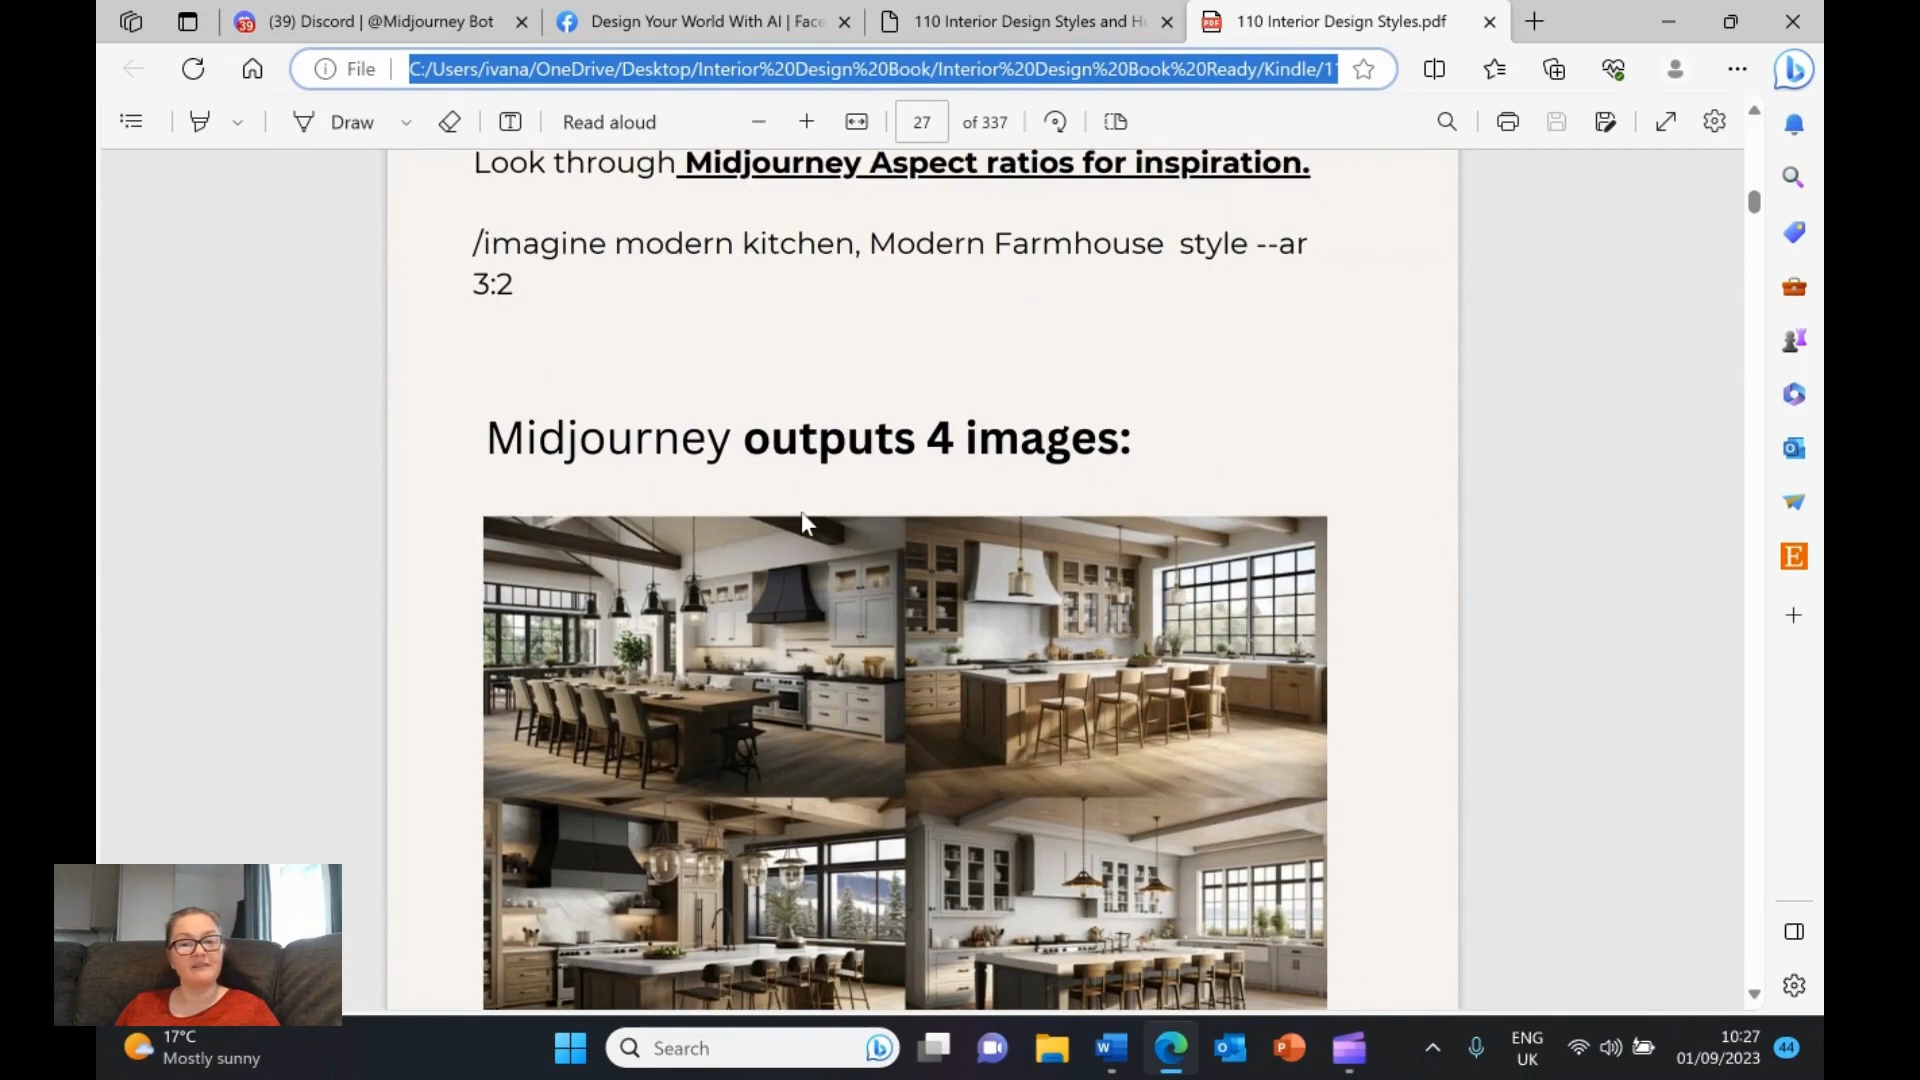 (39) Discord | @Midjourney Bot
Design Your World With AI | Face
110 Interior Design Styles and H
110 Interior Design Styles.pdf
File
C:/Users/ivana/OneDrive/Desktop/Interior%20Design%20Book/Interior%20Design%20Book%20Ready/Kindle/1
Draw
Read aloud
27
of 337
Look through Midjourney Aspect ratios for inspiration.
/imagine modern kitchen, Modern Farmhouse style --ar
3:2
Midjourney outputs 4 images:
17°C
Mostly sunny
Search
ENG
UK
10:27
01/09/2023
44